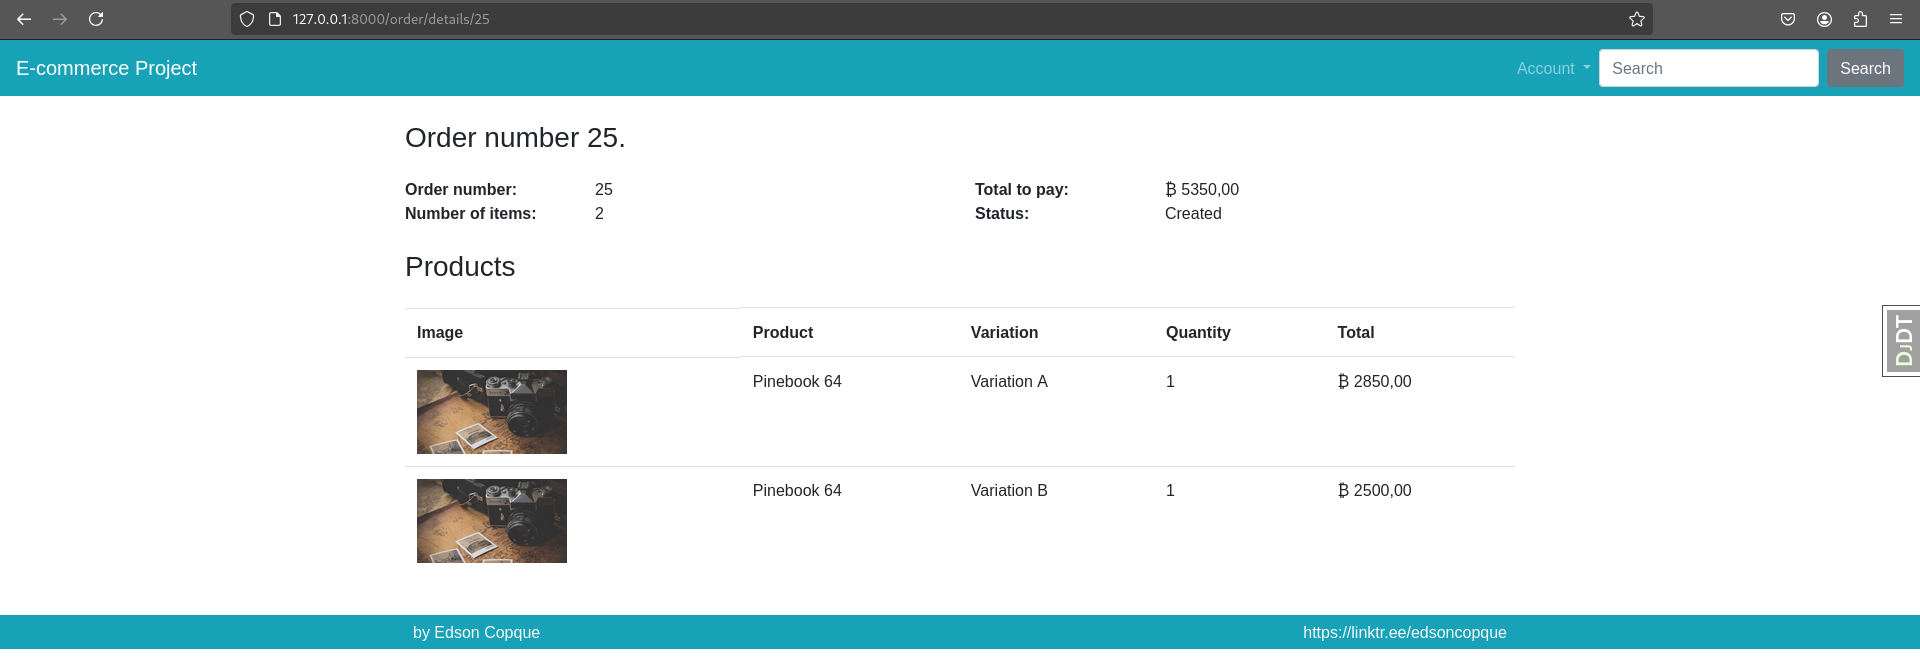 127.0.0.1:8000/order/details/25
E-commerce Project
Account
Search
Search
Order number 25.
Order number: 25 Total to pay: ₿ 5350,00
Number of items: 2 Status: Created
Products
Image Product Variation Quantity Total
Pinebook 64 Variation A 1 ₿ 2850,00
Pinebook 64 Variation B 1 ₿ 2500,00
DJDT
by Edson Copque https://linktr.ee/edsoncopque